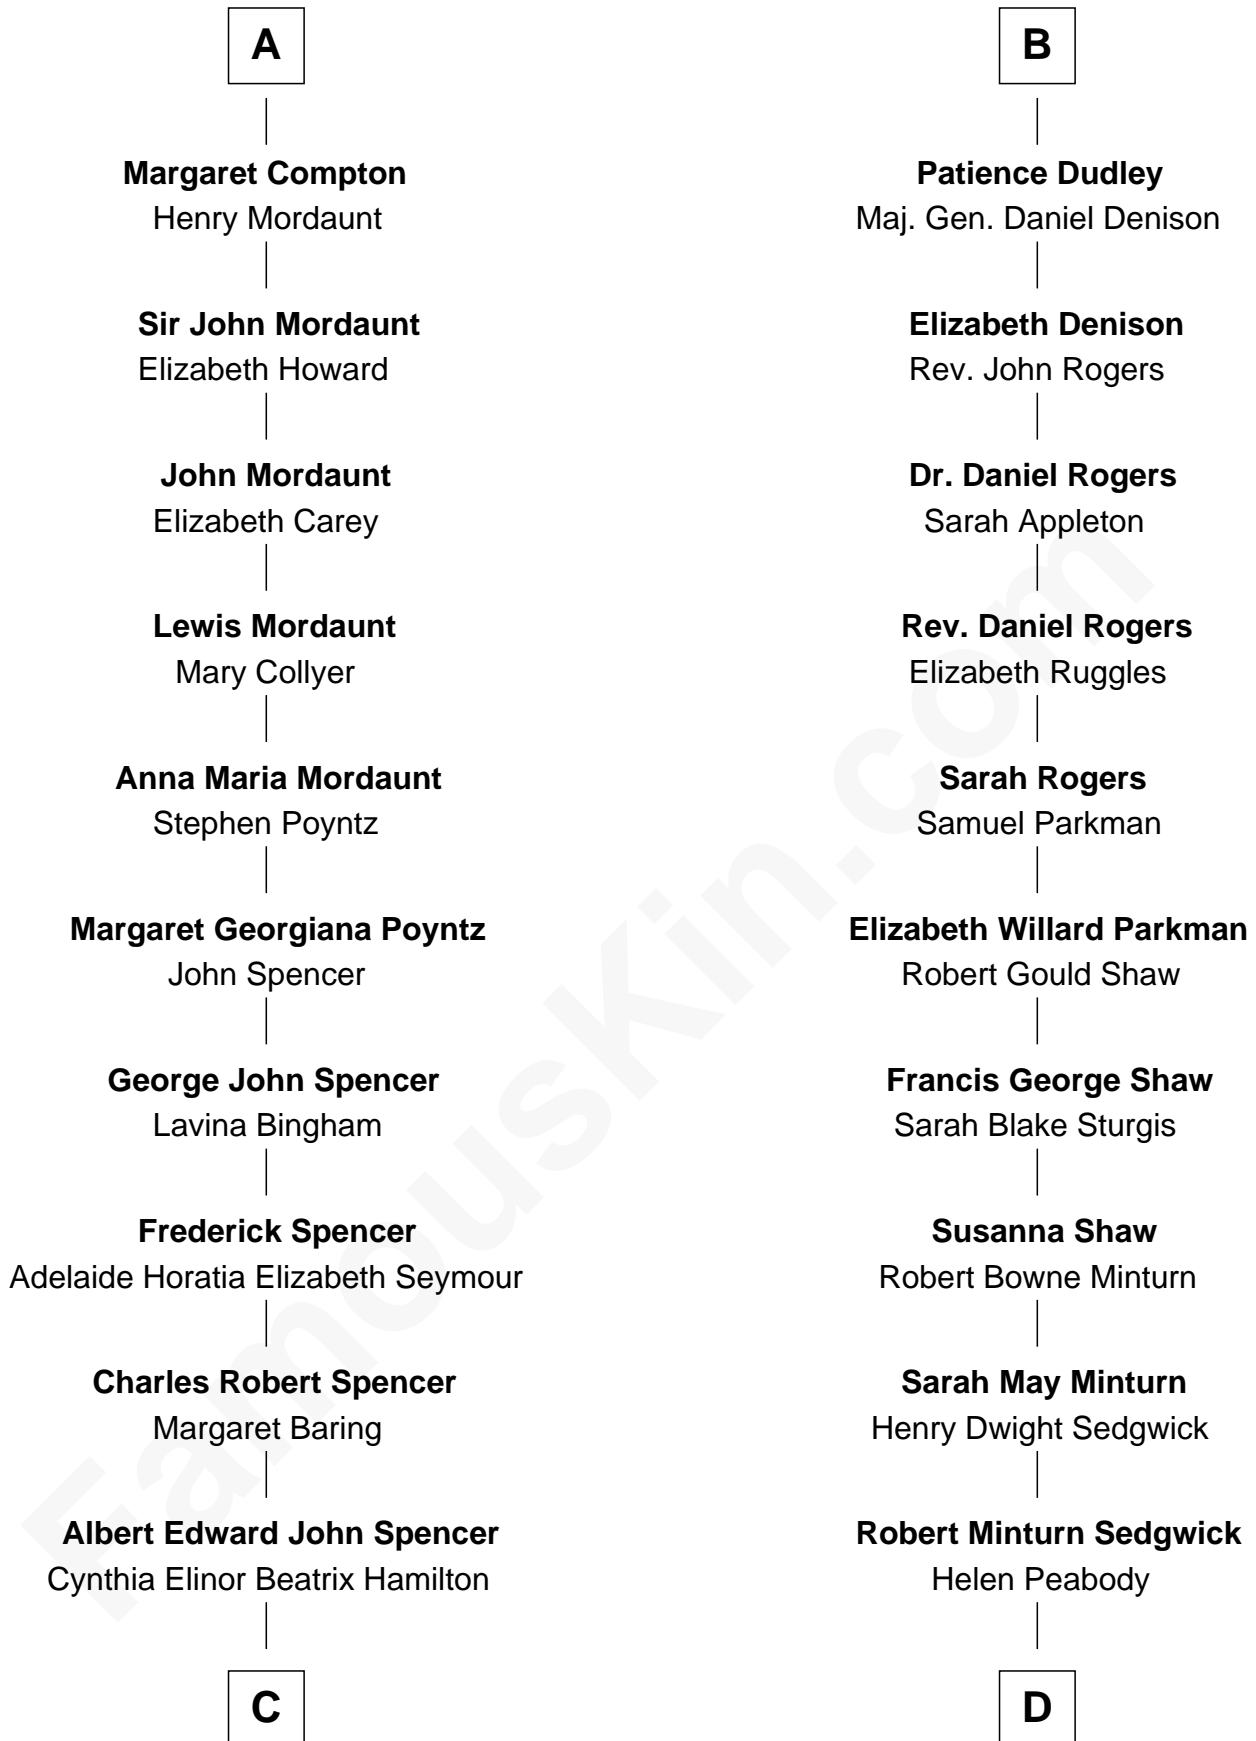 A
Margaret Compton
Henry Mordaunt
Sir John Mordaunt
Elizabeth Howard
John Mordaunt
Elizabeth Carey
Lewis Mordaunt
Mary Collyer
Anna Maria Mordaunt
Stephen Poyntz
Margaret Georgiana Poyntz
John Spencer
George John Spencer
Lavina Bingham
Frederick Spencer
Adelaide Horatia Elizabeth Seymour
Charles Robert Spencer
Margaret Baring
Albert Edward John Spencer
Cynthia Elinor Beatrix Hamilton
C
B
Patience Dudley
Maj. Gen. Daniel Denison
Elizabeth Denison
Rev. John Rogers
Dr. Daniel Rogers
Sarah Appleton
Rev. Daniel Rogers
Elizabeth Ruggles
Sarah Rogers
Samuel Parkman
Elizabeth Willard Parkman
Robert Gould Shaw
Francis George Shaw
Sarah Blake Sturgis
Susanna Shaw
Robert Bowne Minturn
Sarah May Minturn
Henry Dwight Sedgwick
Robert Minturn Sedgwick
Helen Peabody
D
FamousKin.com